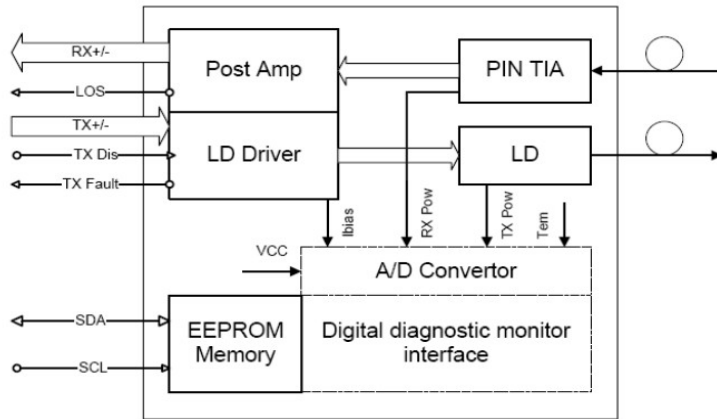 RX+/-
Post Amp
PIN TIA
LOS
TX+/-
LD Driver
LD
TX Dis
TX Fault
Ibias
RX Pow
TX Pow
Tem
VCC
A/D Convertor
SDA
EEPROM
Memory
Digital diagnostic monitor
interface
SCL